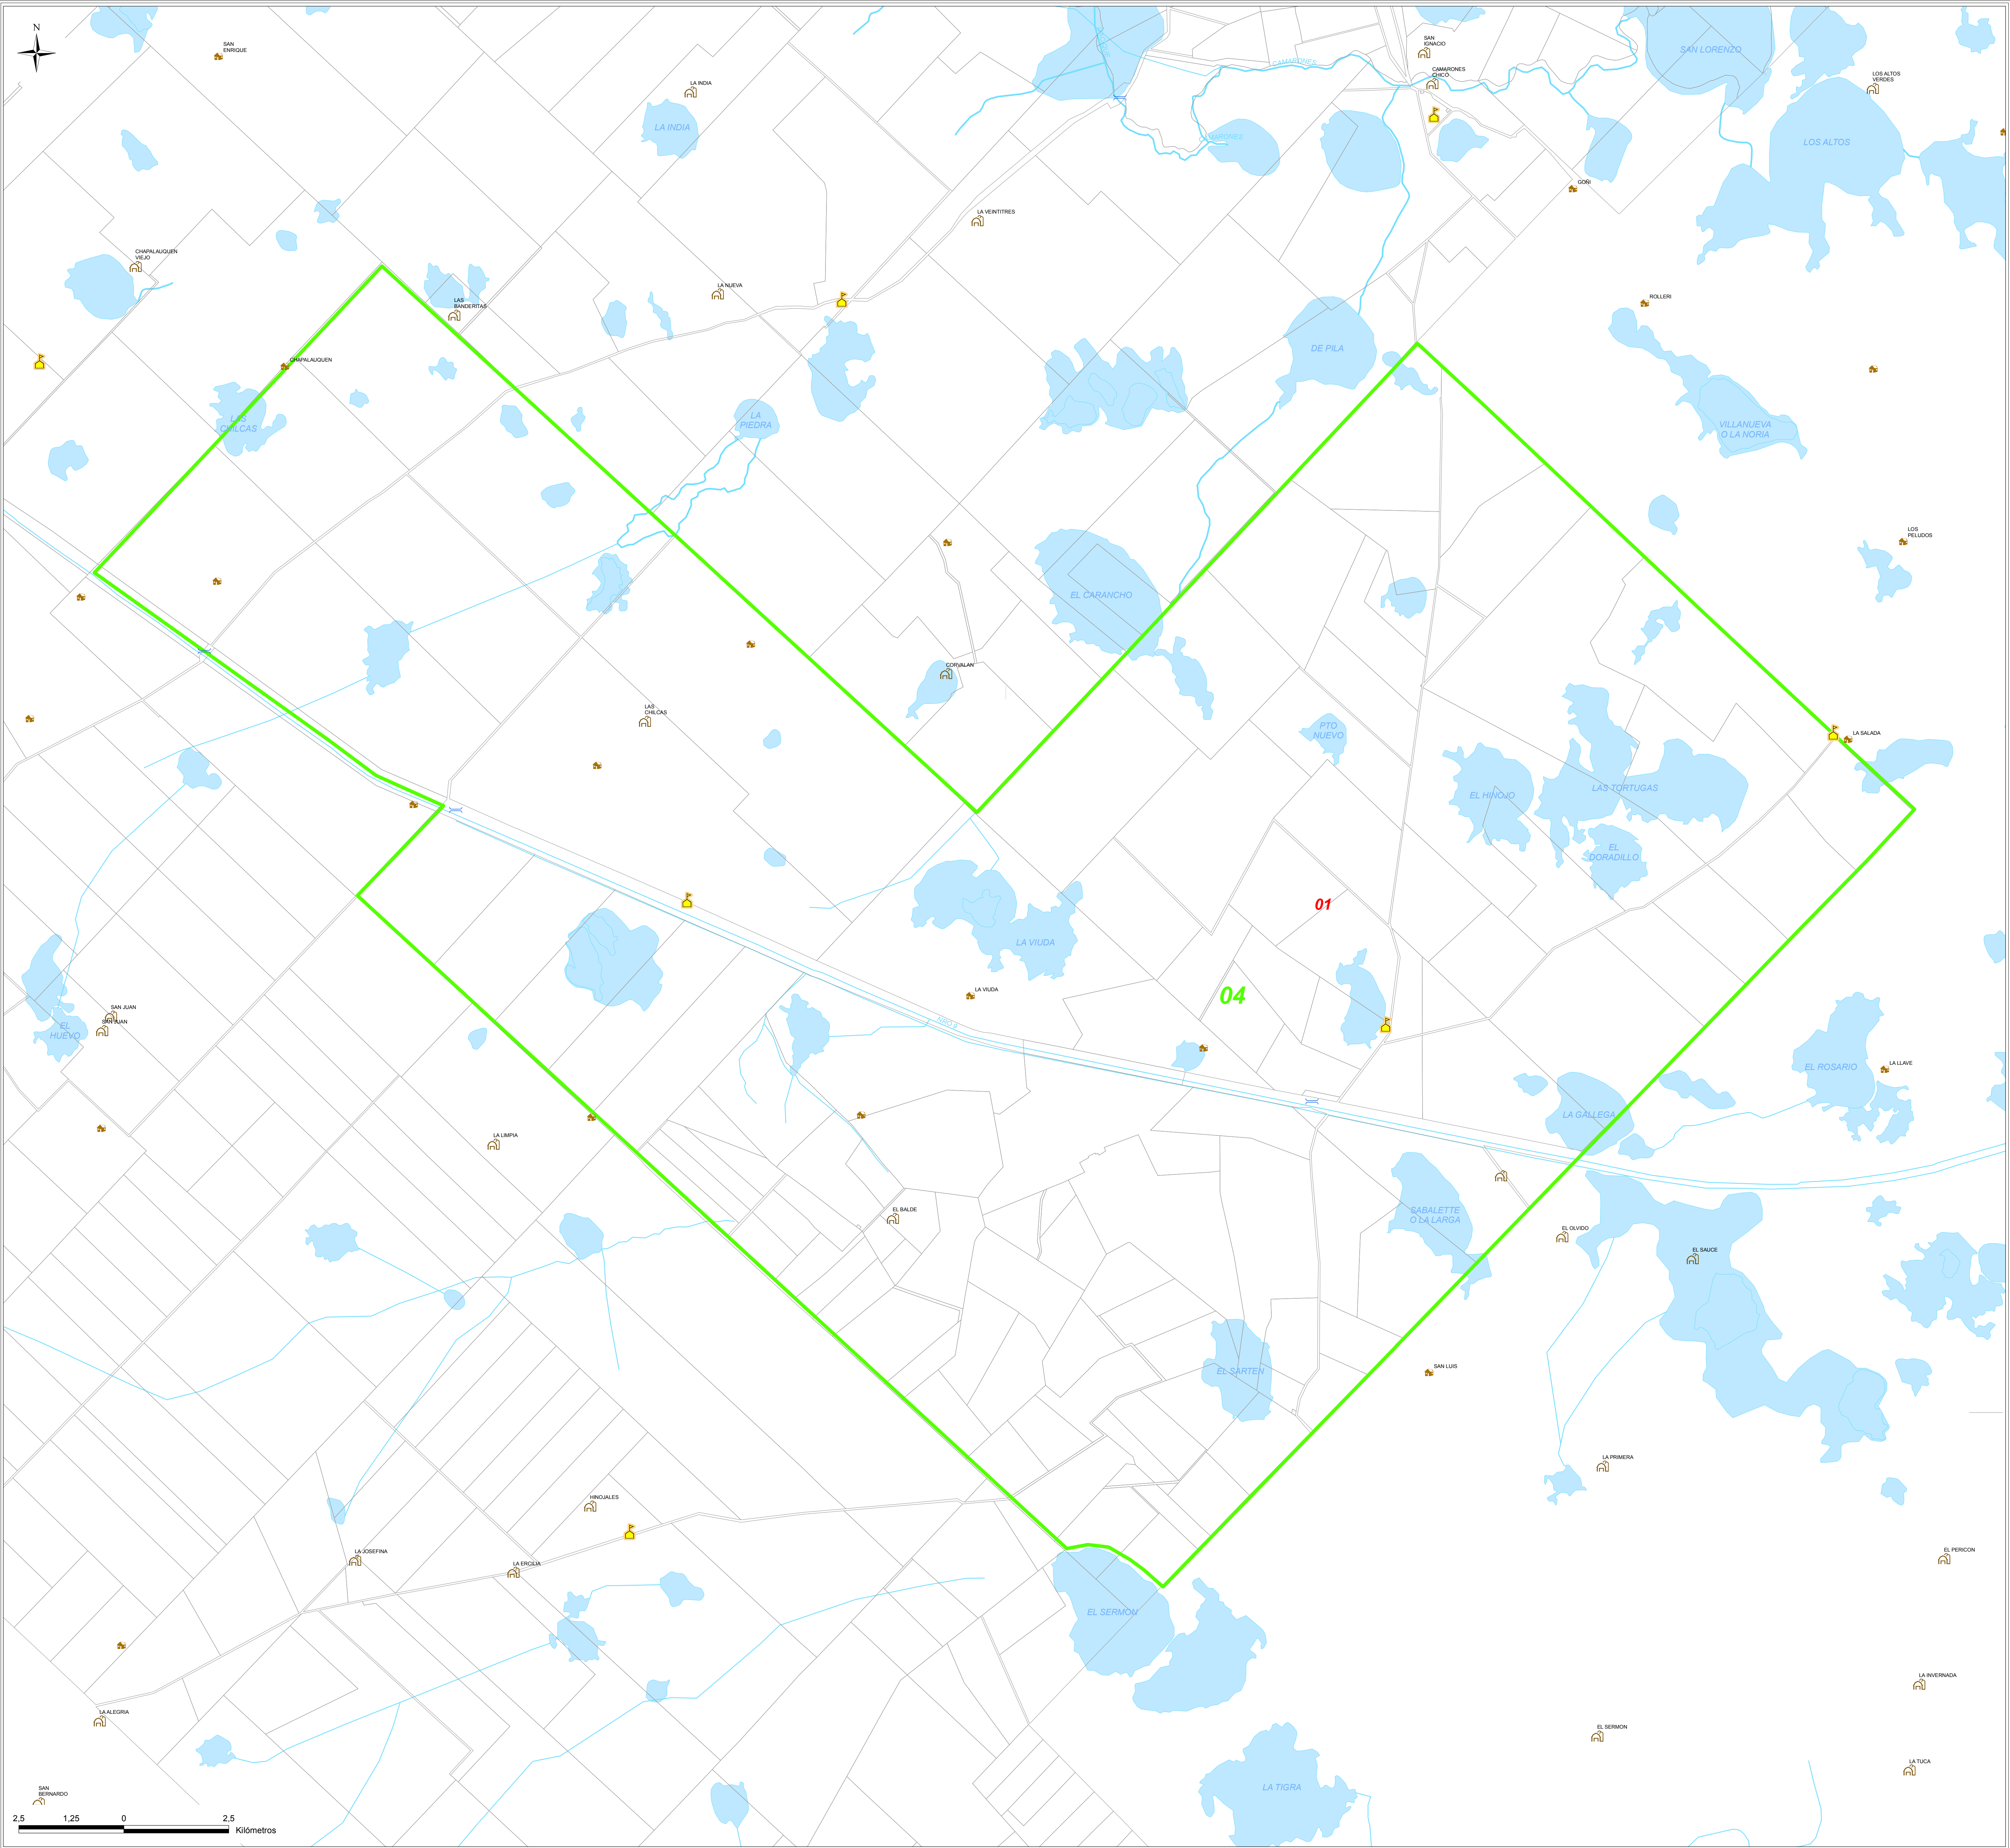 N
SAN
ENRIQUE
SAN
IGNACIO
SAN LORENZO
CAMARONES
CAMARONES
CHICO
LOS ALTOS
VERDES
LA INDIA
LA INDIA
LOS ALTOS
GOÑI
LA VEINTITRES
CHAPALAUQUEN
VIEJO
LA NUEVA
LAS
BANDERITAS
ROLLERI
DE PILA
CHAPALAUQUEN
LAS
CHILCAS
LA
PIEDRA
VILLANUEVA
O LA NORIA
LOS
PELUDOS
EL CARANCHO
CORVALAN
LAS
CHILCAS
PTO
NUEVO
LA SALADA
EL HINOJO
LAS TORTUGAS
EL
DORADILLO
01
LA VIUDA
LA VIUDA
04
SAN JUAN
SAN JUAN
EL
HUEVO
EL ROSARIO
LA LLAVE
LA GALLEGA
LA LIMPIA
EL BALDE
SABALETTE
O LA LARGA
EL OLVIDO
EL SAUCE
EL SARTEN
SAN LUIS
LA PRIMERA
HINOJALES
LA JOSEFINA
LA ERCILIA
EL PERICON
EL SERMON
LA INVERNADA
LA ALEGRIA
EL SERMON
LA TUCA
LA TIGRA
SAN
BERNARDO
2,5 1,25 0 2,5
Kilómetros